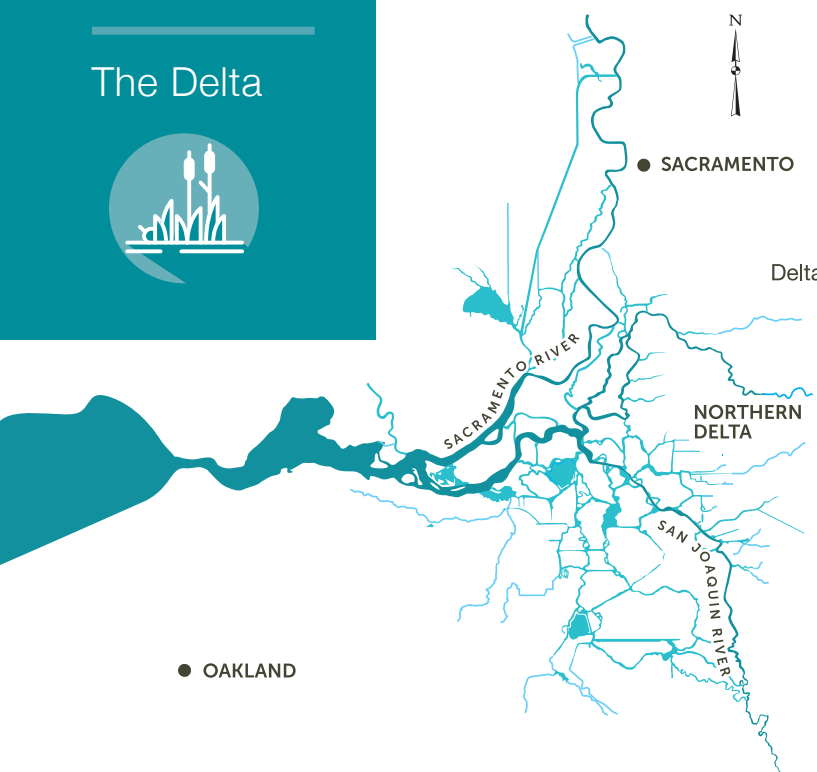 The Delta
N
SACRAMENTO
Delta
SACRAMENTO RIVER
NORTHERN
DELTA
SAN JOAQUIN RIVER
OAKLAND